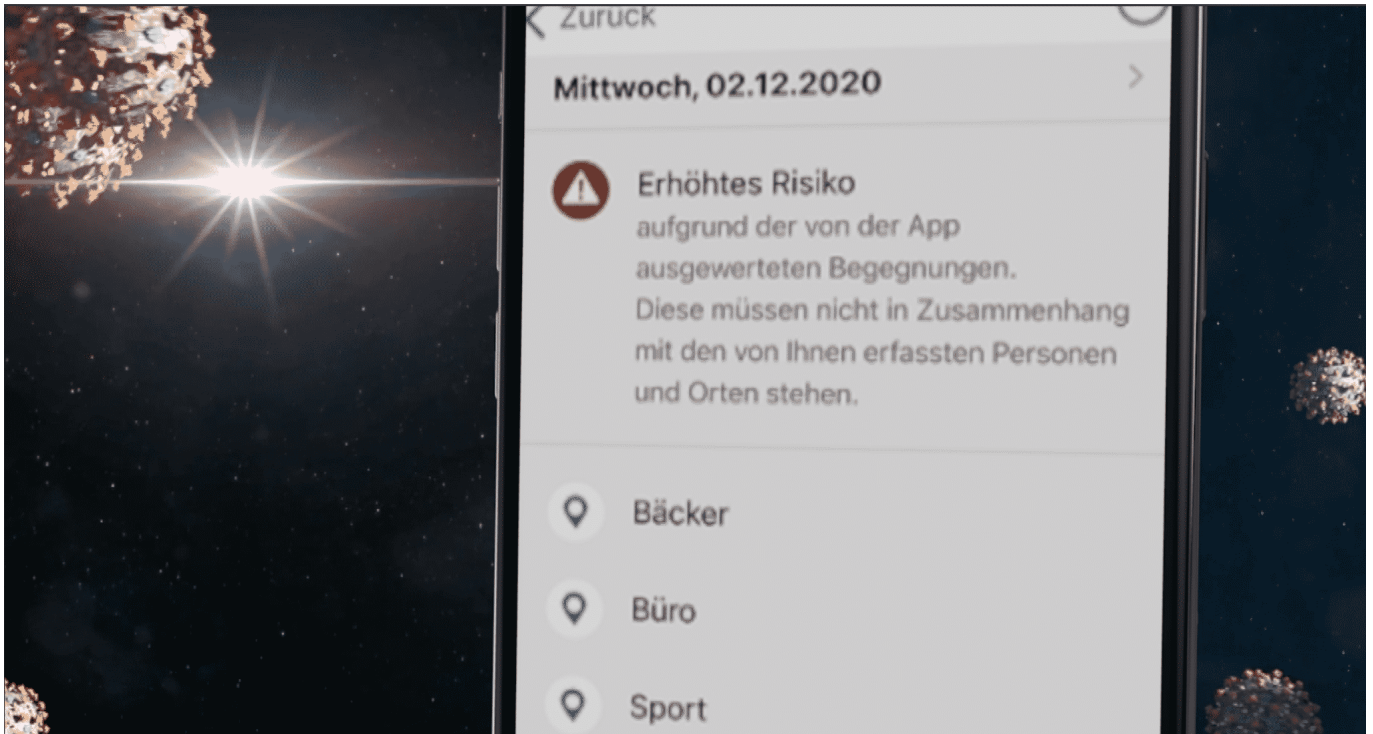 Zurück
Mittwoch, 02.12.2020
Erhöhtes Risiko
aufgrund der von der App
ausgewerteten Begegnungen.
Diese müssen nicht in Zusammenhang
mit den von Ihnen erfassten Personen
und Orten stehen.
Bäcker
Büro
Sport